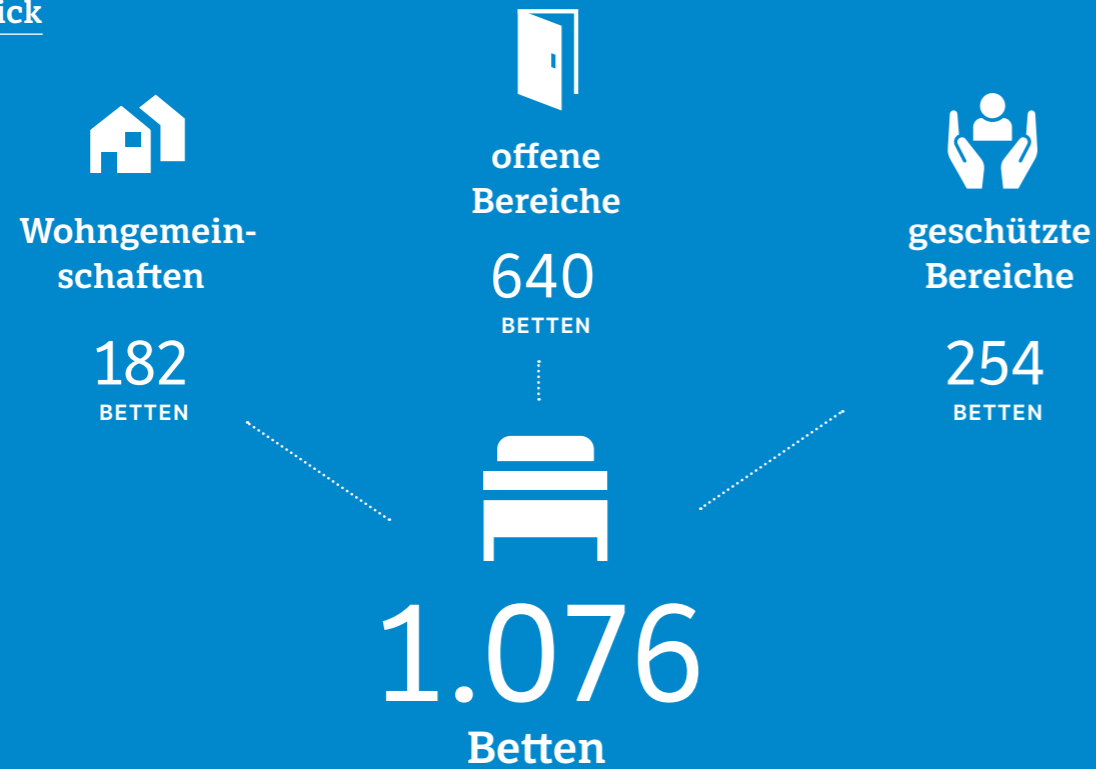 ick
Wohngemein-
schaften
182
BETTEN
offene
Bereiche
640
BETTEN
geschützte
Bereiche
254
BETTEN
1.076
Betten